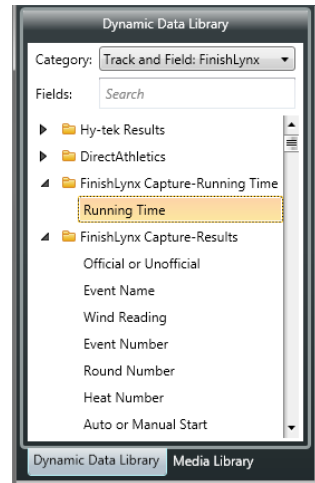 Dynamic Data Library
Category: Track and Field: FinishLynx
Fields: Search
Hy-tek Results
DirectAthletics
FinishLynx Capture-Running Time
Running Time
FinishLynx Capture-Results
Official or Unofficial
Event Name
Wind Reading
Event Number
Round Number
Heat Number
Auto or Manual Start
Dynamic Data Library Media Library